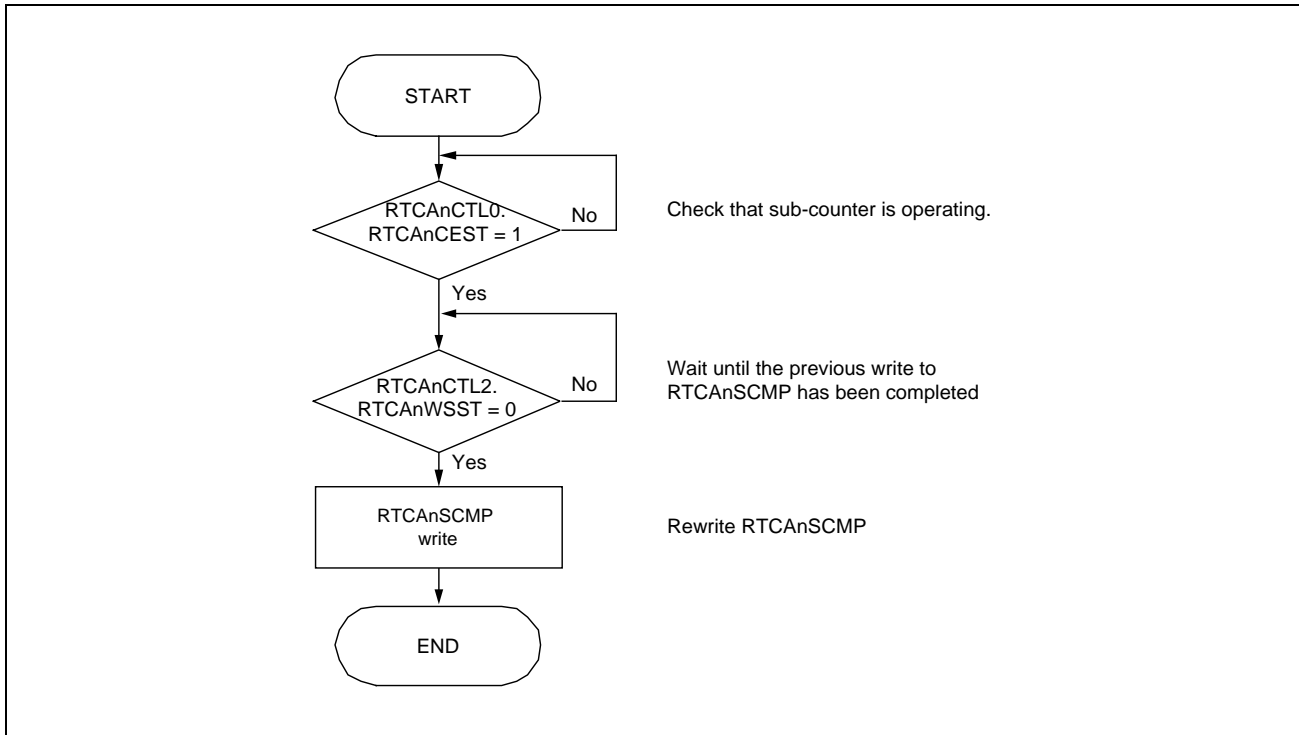 START
RTCAnCTL0.
RTCAnCEST = 1
No
Check that sub-counter is operating.
Yes
RTCAnCTL2.
RTCAnWSST = 0
No
Wait until the previous write to
RTCAnSCMP has been completed
Yes
RTCAnSCMP
write
Rewrite RTCAnSCMP
END